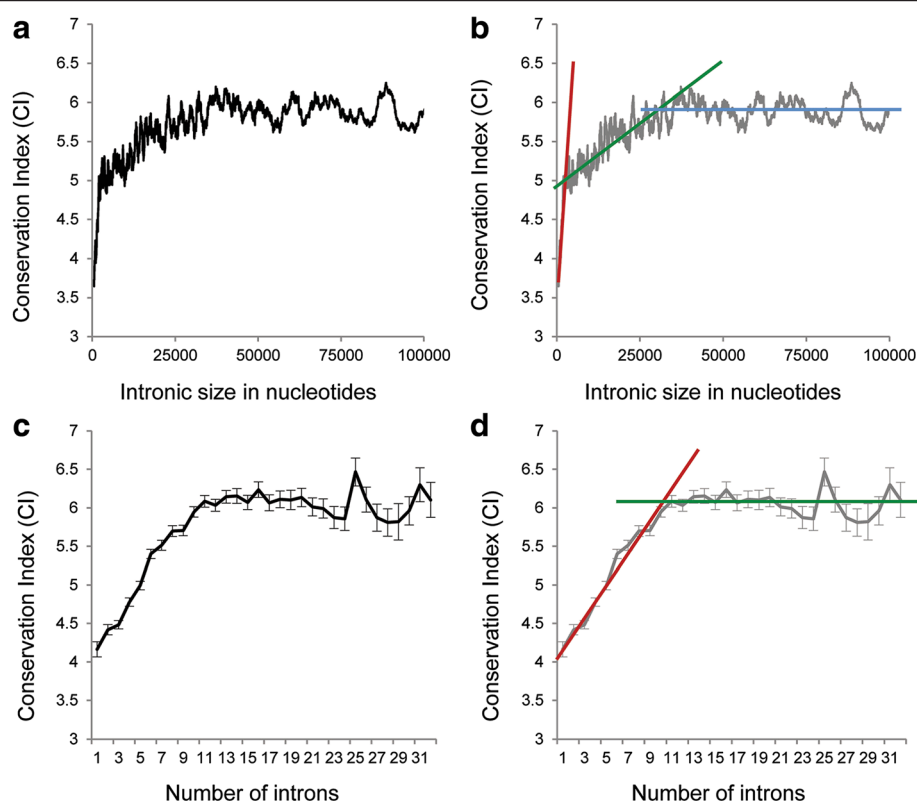 a
Conservation Index (CI)
7
6.5
6
5.5
5
4.5
4
3.5
3
0 25000 50000 75000 100000
Intronic size in nucleotides
b
Conservation Index (CI)
7
6.5
6
5.5
5
4.5
4
3.5
3
0 25000 50000 75000 100000
Intronic size in nucleotides
c
Conservation Index (CI)
7
6.5
6
5.5
5
4.5
4
3.5
3
1 3 5 7 9 11 13 15 17 19 21 23 25 27 29 31
Number of introns
d
Conservation Index (CI)
7
6.5
6
5.5
5
4.5
4
3.5
3
1 3 5 7 9 11 13 15 17 19 21 23 25 27 29 31
Number of introns